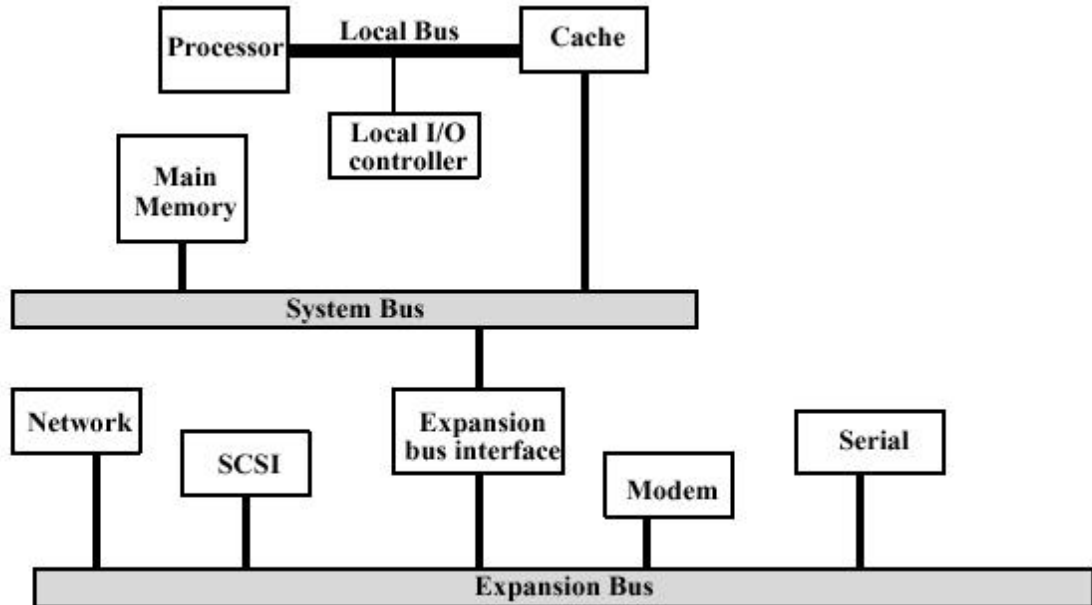 Local Bus
Processor
Cache
Local I/O
controller
Main
Memory
System Bus
Network
SCSI
Expansion
bus interface
Modem
Serial
Expansion Bus